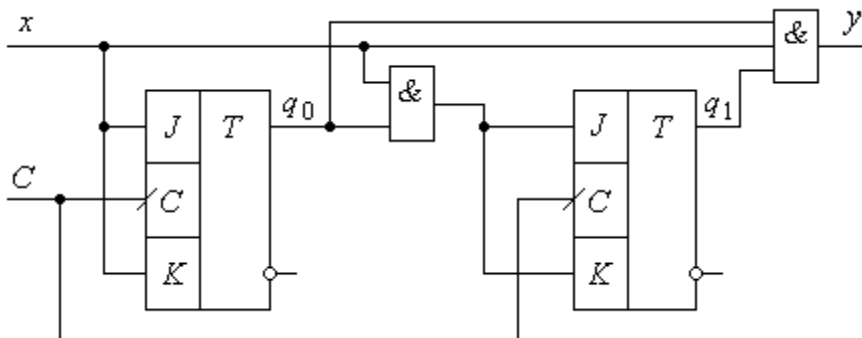 x y
&
q₀ & q₁
J T J T
C C C
K K